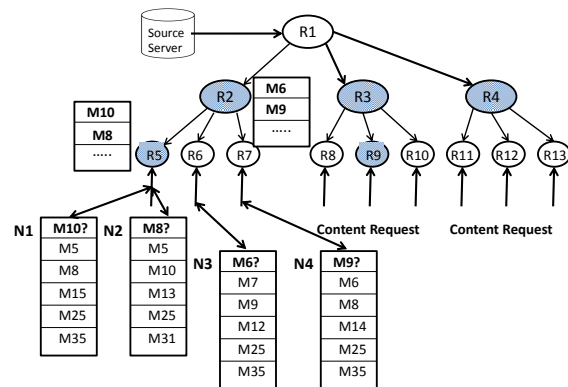 Source
Server
R1
R2
R3
R4
M6
M9
.....
M10
M8
.....
R5
R6
R7
R8
R9
R10
R11
R12
R13
Content Request
Content Request
N1
M10?
M5
M8
M15
M25
M35
N2
M8?
M5
M10
M13
M25
M31
N3
M6?
M7
M9
M12
M25
M35
N4
M9?
M6
M8
M14
M25
M35